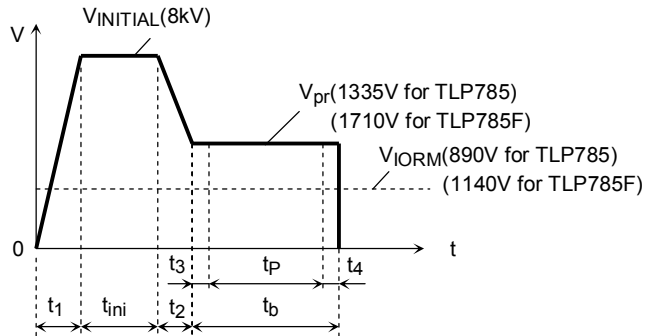 VINITIAL(8kV)
V
Vpr(1335V for TLP785)
(1710V for TLP785F)
VIORM(890V for TLP785)
(1140V for TLP785F)
0
t
t3
tP
t4
t1
tini
t2
tb